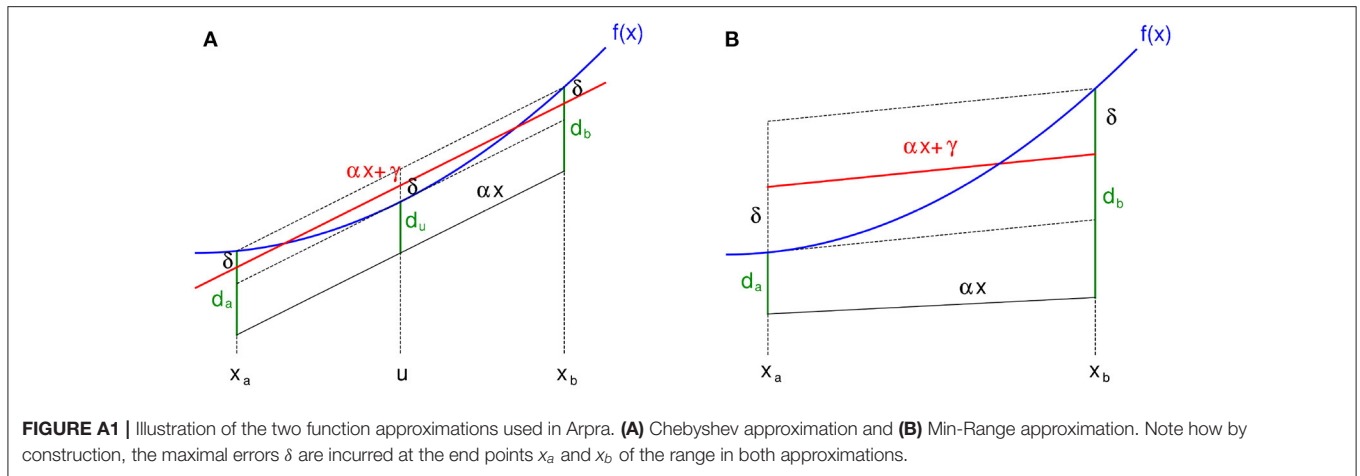 A
f(x)
δ
d_b
αx+γ
δ
αx
d_u
δ
d_a
x_a
u
x_b
B
f(x)
δ
αx+γ
d_b
δ
d_a
αx
x_a
x_b
FIGURE A1 | Illustration of the two function approximations used in Arpra. (A) Chebyshev approximation and (B) Min-Range approximation. Note how by
construction, the maximal errors δ are incurred at the end points x_a and x_b of the range in both approximations.